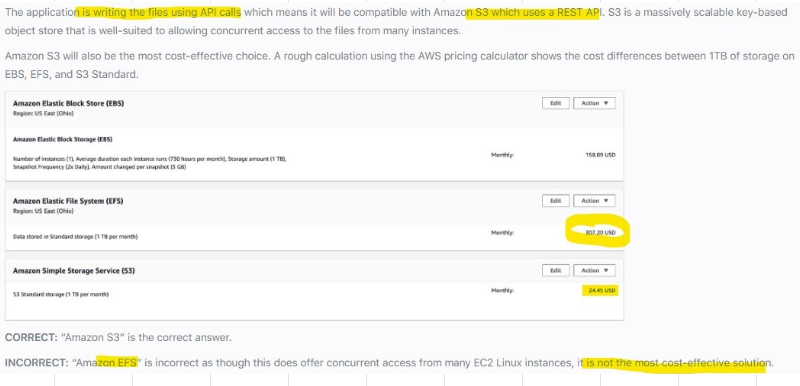 The application is writing the files using API calls which means it will be compatible with Amazon S3 which uses a REST API. S3 is a massively scalable key-based
object store that is well-suited to allowing concurrent access to the files from many instances.
Amazon S3 will also be the most cost-effective choice. A rough calculation using the AWS pricing calculator shows the cost differences between 1TB of storage on
EBS, EFS, and S3 Standard.
Amazon Elastic Block Store (EBS) Edit Action ▼
Region: US East (Ohio)
Amazon Elastic Block Storage (EBS)
Number of instances (1), Average duration each instance runs (730 hours per month), Storage amount (1 TB), Monthly: 158.89 USD
Snapshot Frequency (2x Daily), Amount changed per snapshot (3 GB)
Amazon Elastic File System (EFS) Edit Action ▼
Region: US East (Ohio)
Data stored in Standard storage (1 TB per month) Monthly: 307.20 USD
Amazon Simple Storage Service (S3) Edit Action ▼
S3 Standard storage (1 TB per month) Monthly: 24.45 USD
CORRECT: "Amazon S3" is the correct answer.
INCORRECT: "Amazon EFS" is incorrect as though this does offer concurrent access from many EC2 Linux instances, it is not the most cost-effective solution.